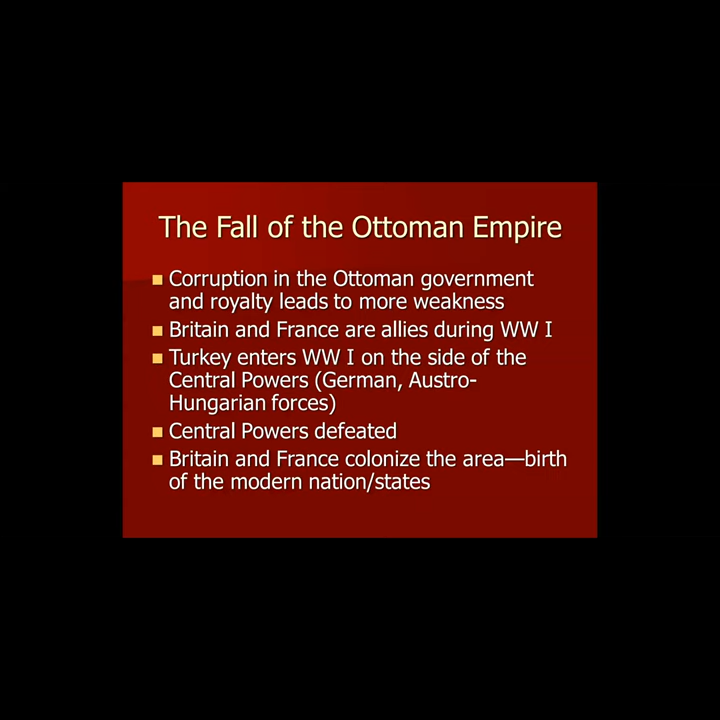 The Fall of the Ottoman Empire
Corruption in the Ottoman government
and royalty leads to more weakness
Britain and France are allies during WW I
Turkey enters WW I on the side of the
Central Powers (German, Austro-
Hungarian forces)
Central Powers defeated
Britain and France colonize the area—birth
of the modern nation/states